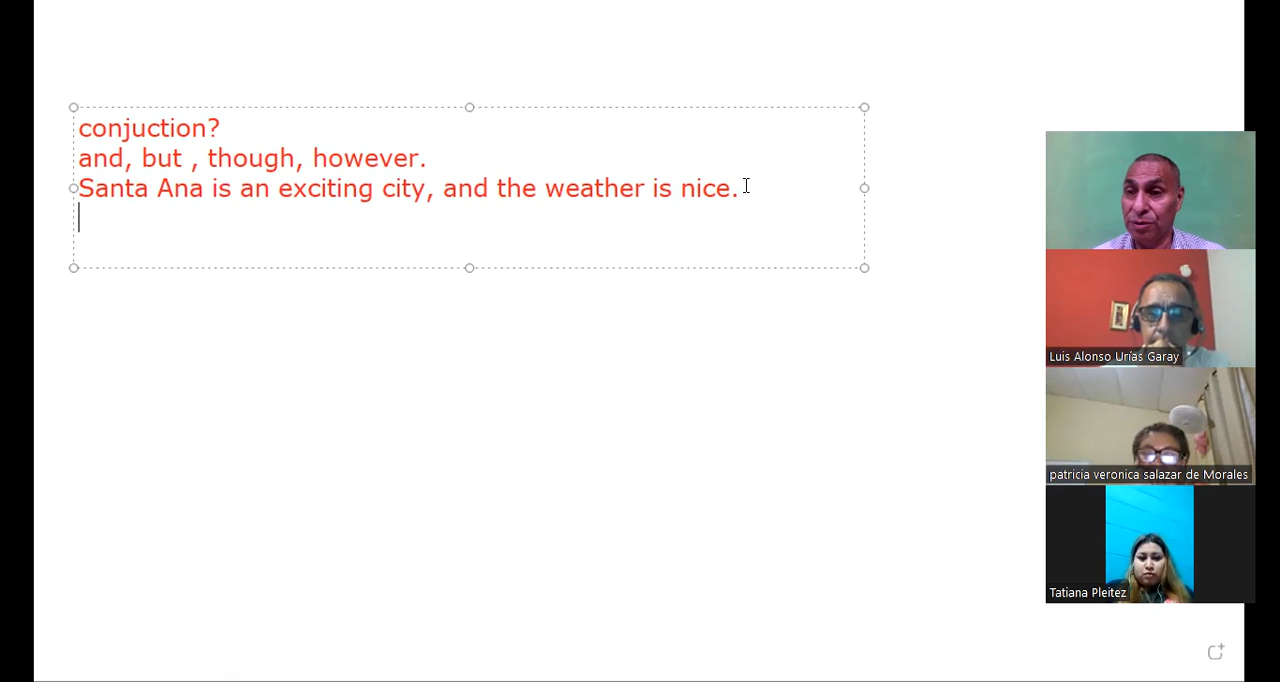 conjuction?
and, but , though, however.
Santa Ana is an exciting city, and the weather is nice.
Luis Alonso Urías Garay
patricia veronica salazar de Morales
Tatiana Pleitez